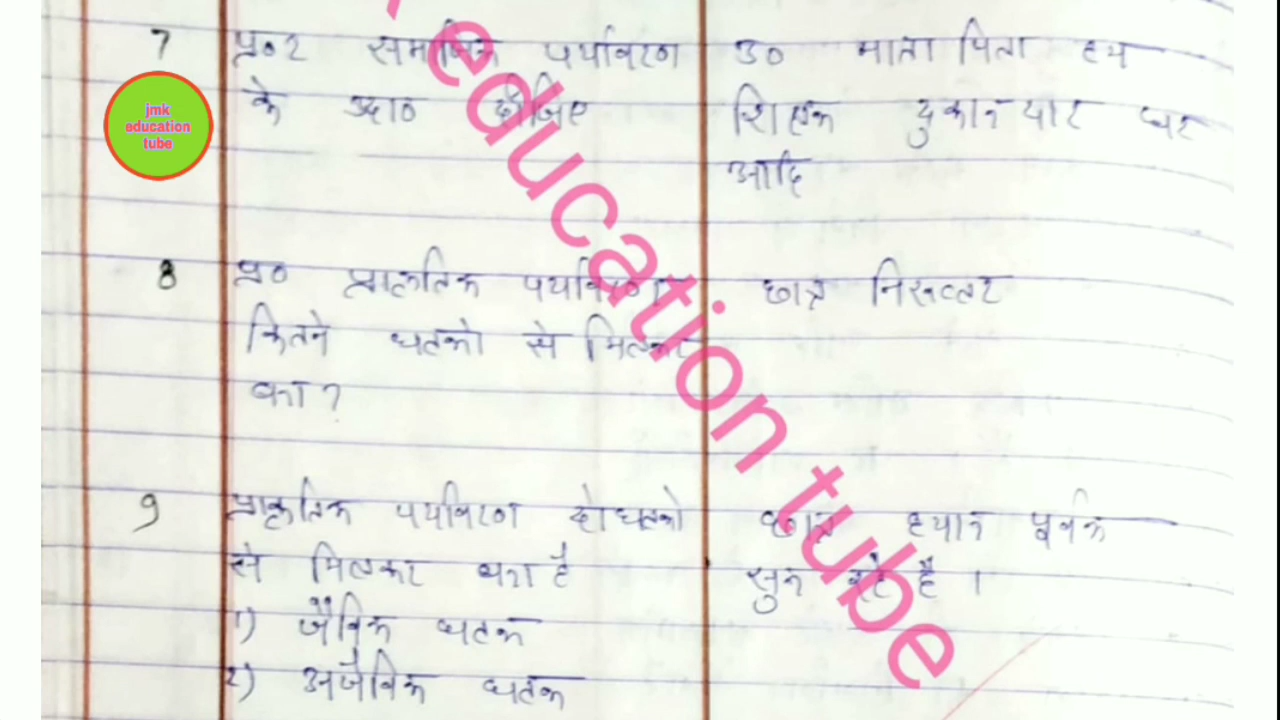 7 प्र०2 समाजिक पर्यावरण उ० माता पिता हम
के उदा० दीजिए शिक्षक दुकान यार घर
आदि
8 प्र० प्राकृतिक पर्यावरण छात्र निरूत्तर
कितने घटको से मिलकर
बना?
9 प्राकृतिक पर्यावरण दो घटको छात्र ध्यान पूर्वक
से मिलकर बना है सुन रहे है ।
1) जैविक घटक
2) अजैविक घटक
jmk
education
tube
education tube